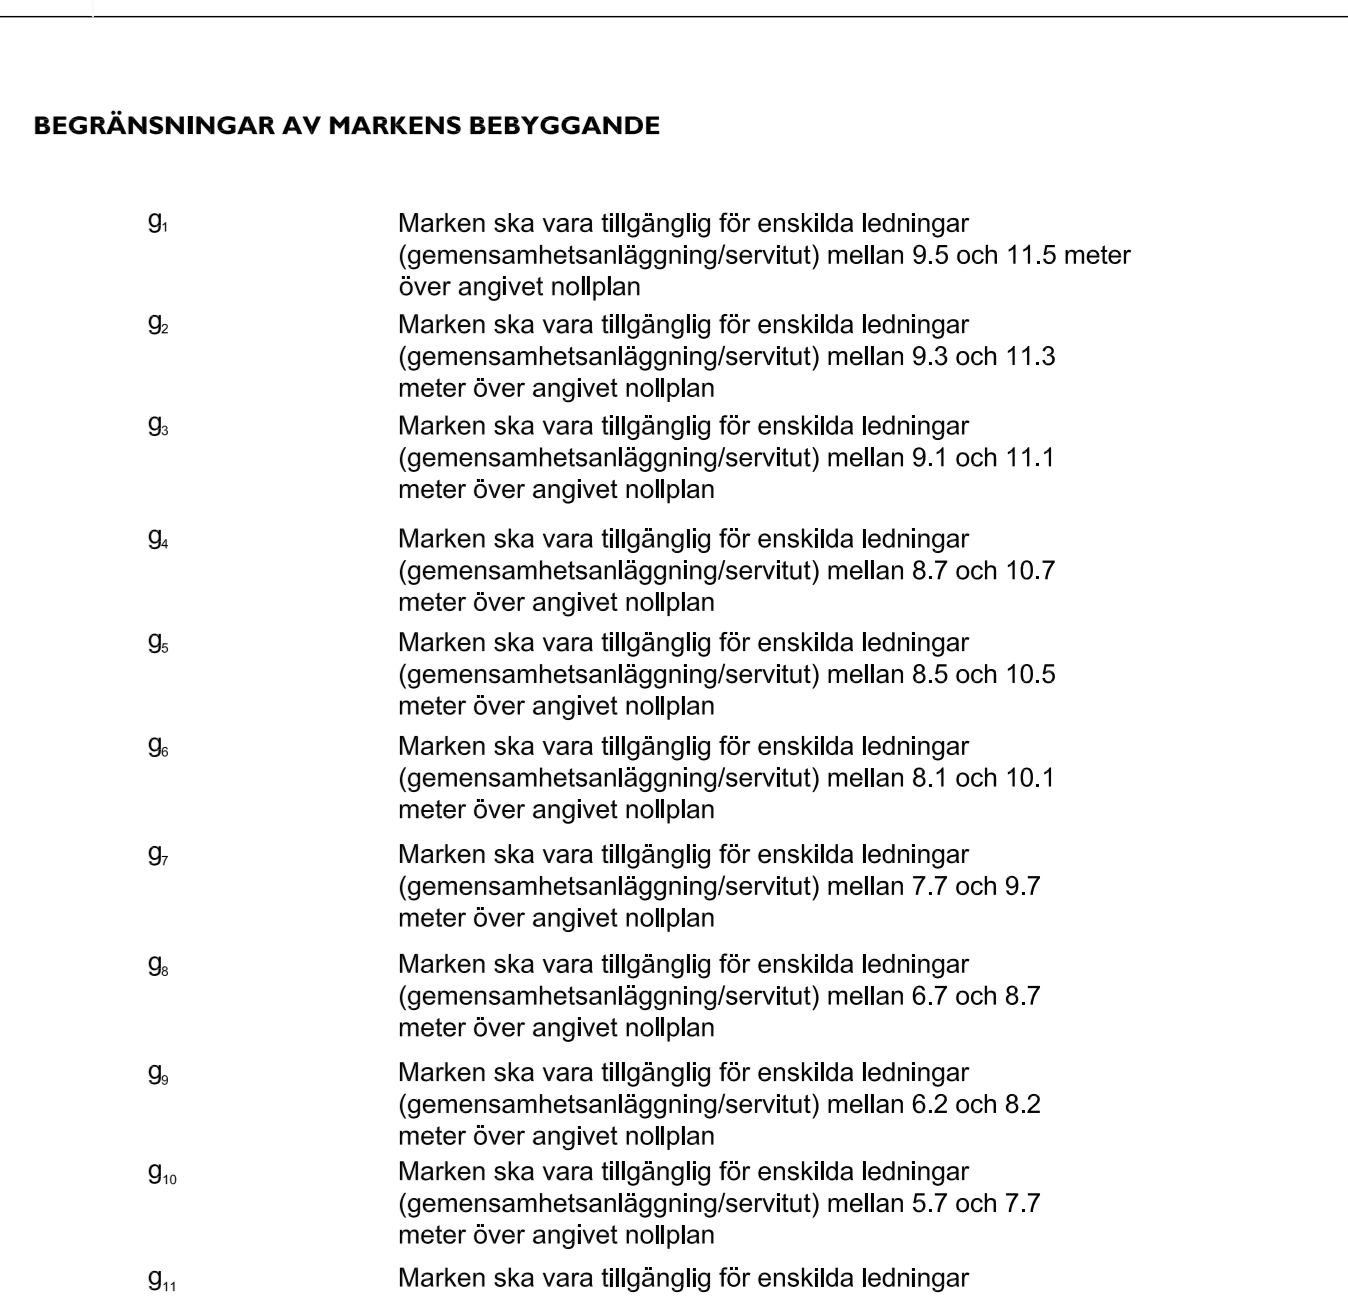 BEGRÄNSNINGAR AV MARKENS BEBYGGANDE
g₁ Marken ska vara tillgänglig för enskilda ledningar
(gemensamhetsanläggning/servitut) mellan 9.5 och 11.5 meter
över angivet nollplan
g₂ Marken ska vara tillgänglig för enskilda ledningar
(gemensamhetsanläggning/servitut) mellan 9.3 och 11.3
meter över angivet nollplan
g₃ Marken ska vara tillgänglig för enskilda ledningar
(gemensamhetsanläggning/servitut) mellan 9.1 och 11.1
meter över angivet nollplan
g₄ Marken ska vara tillgänglig för enskilda ledningar
(gemensamhetsanläggning/servitut) mellan 8.7 och 10.7
meter över angivet nollplan
g₅ Marken ska vara tillgänglig för enskilda ledningar
(gemensamhetsanläggning/servitut) mellan 8.5 och 10.5
meter över angivet nollplan
g₆ Marken ska vara tillgänglig för enskilda ledningar
(gemensamhetsanläggning/servitut) mellan 8.1 och 10.1
meter över angivet nollplan
g₇ Marken ska vara tillgänglig för enskilda ledningar
(gemensamhetsanläggning/servitut) mellan 7.7 och 9.7
meter över angivet nollplan
g₈ Marken ska vara tillgänglig för enskilda ledningar
(gemensamhetsanläggning/servitut) mellan 6.7 och 8.7
meter över angivet nollplan
g₉ Marken ska vara tillgänglig för enskilda ledningar
(gemensamhetsanläggning/servitut) mellan 6.2 och 8.2
meter över angivet nollplan
g₁₀ Marken ska vara tillgänglig för enskilda ledningar
(gemensamhetsanläggning/servitut) mellan 5.7 och 7.7
meter över angivet nollplan
g₁₁ Marken ska vara tillgänglig för enskilda ledningar